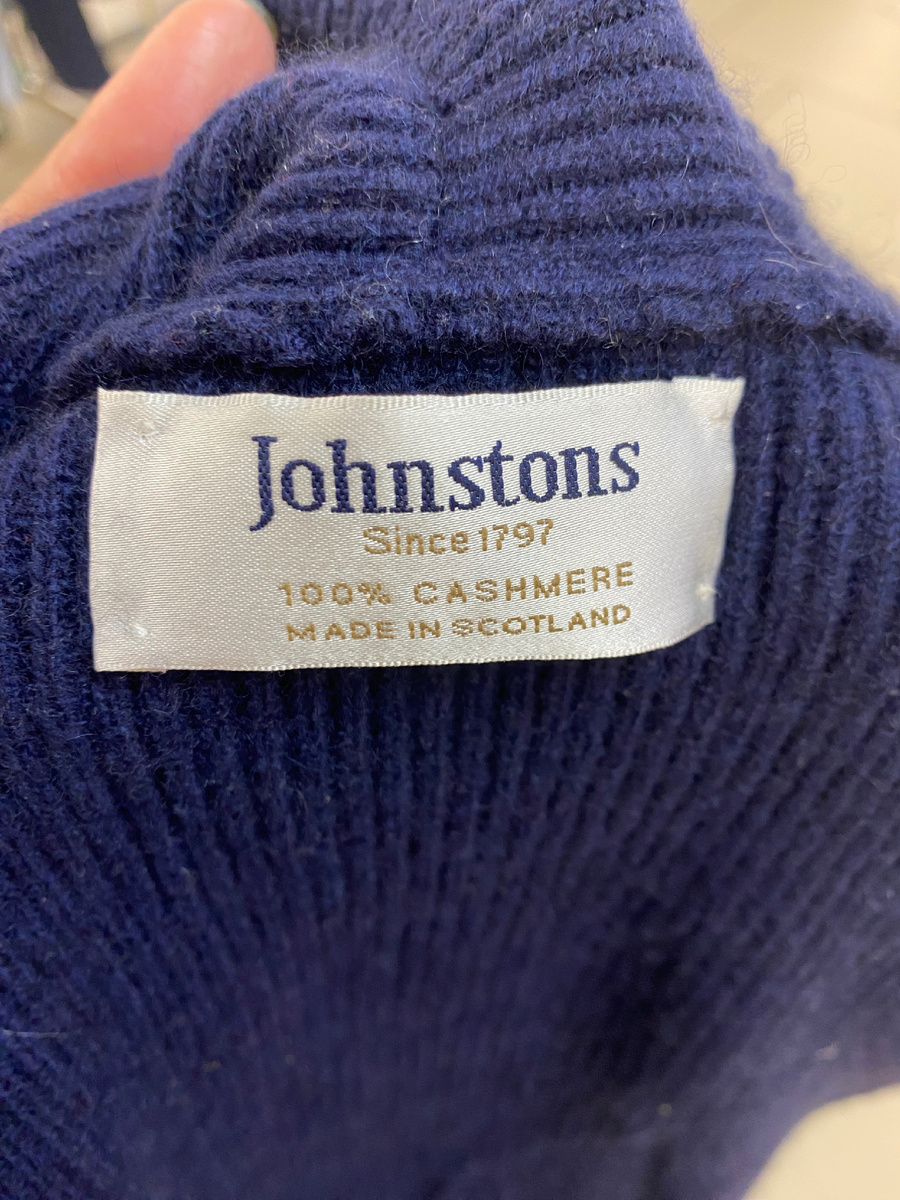 Johnstons
Since 1797
100% CASHMERE
MADE IN SCOTLAND